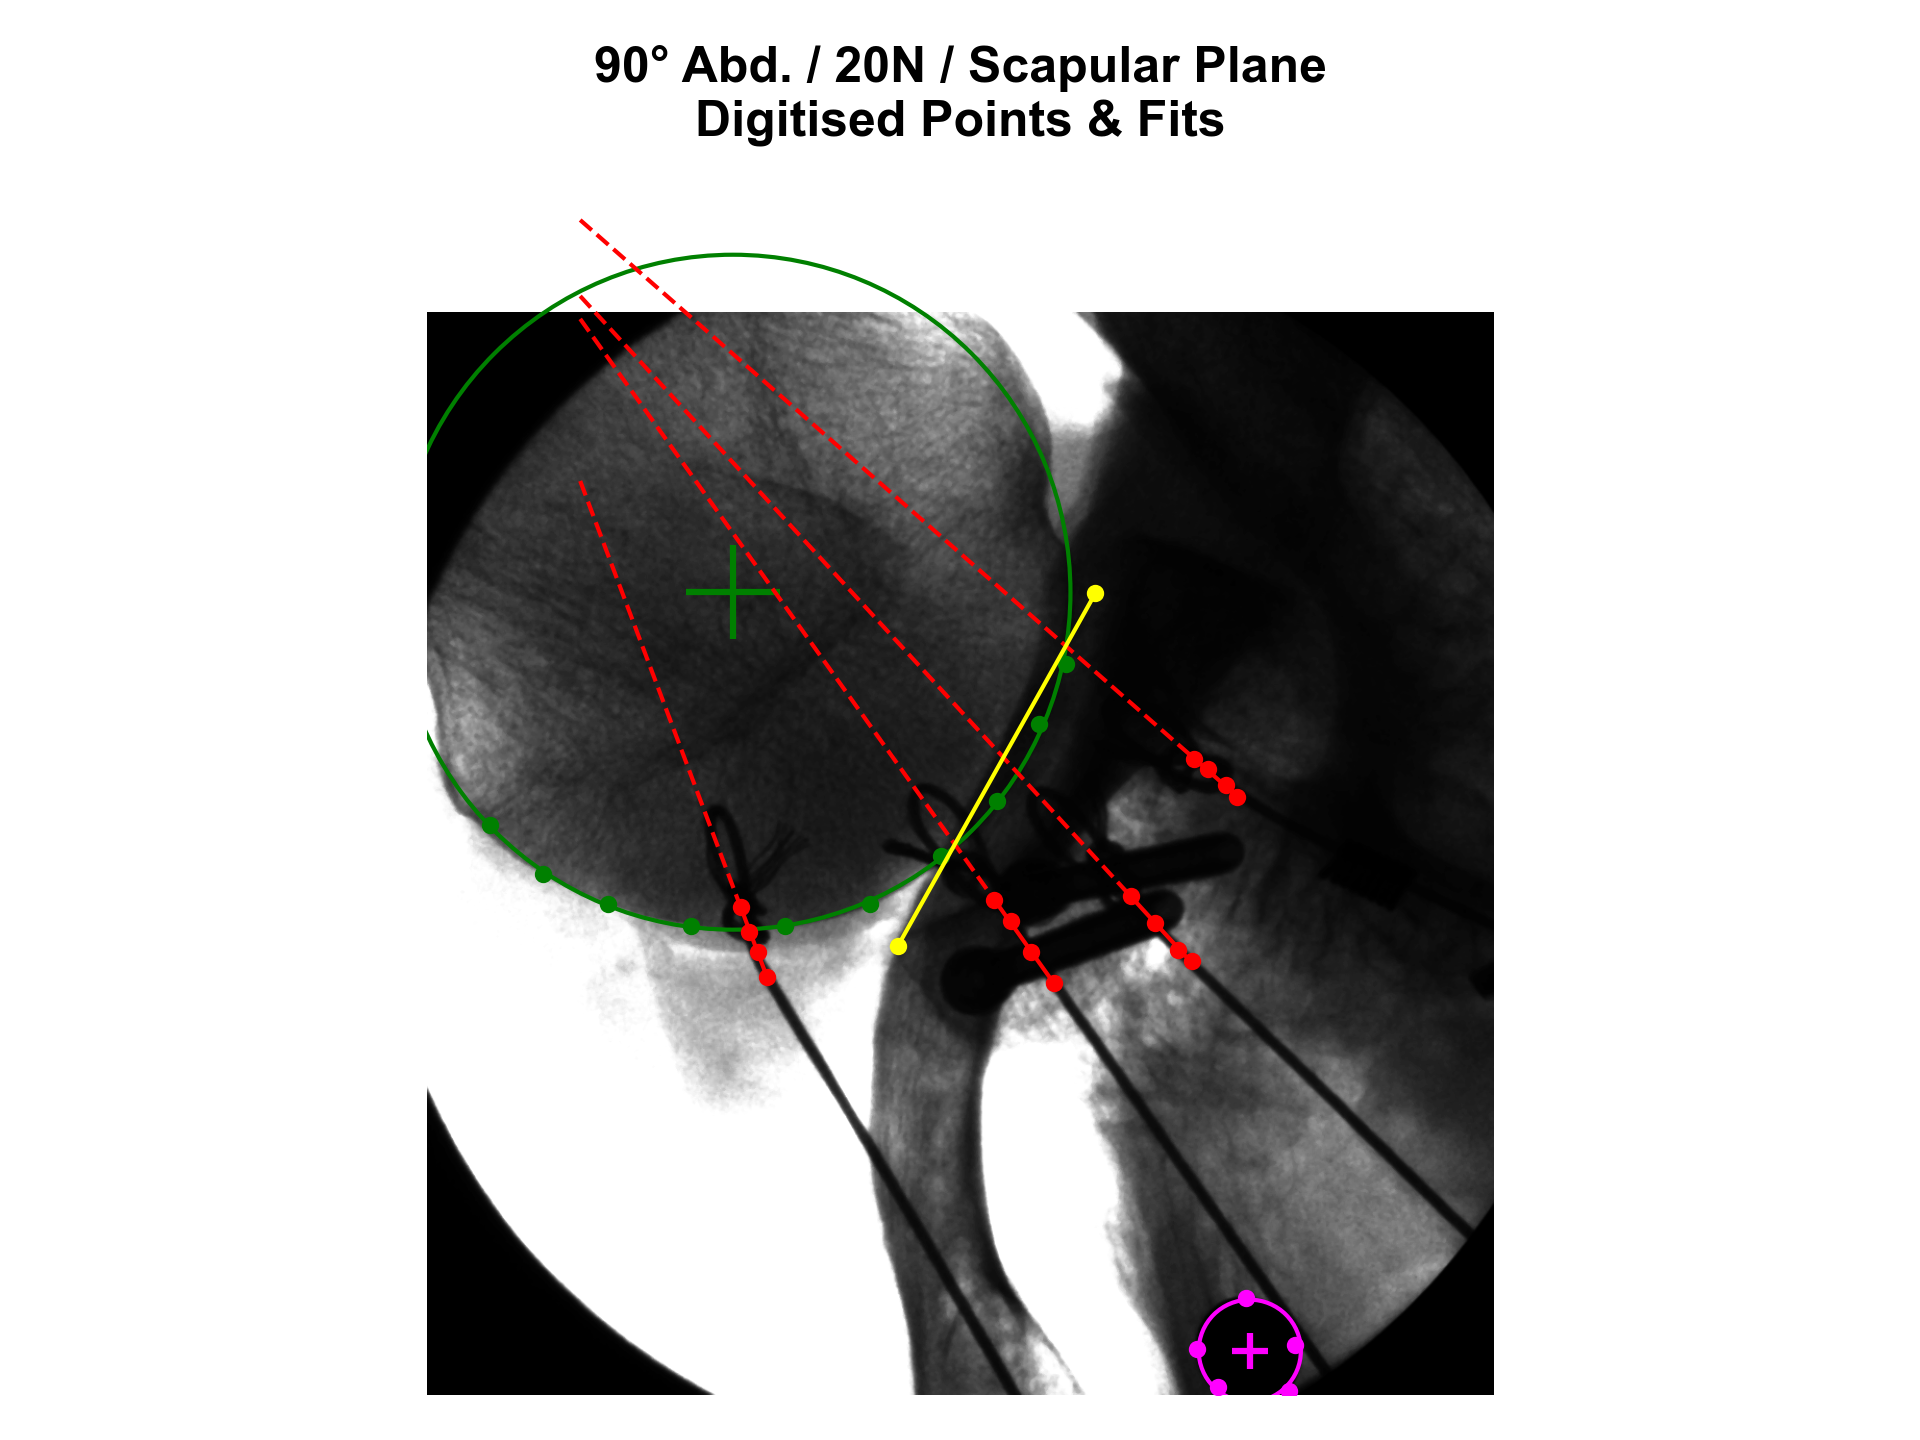 90° Abd. / 20N / Scapular Plane
Digitised Points & Fits